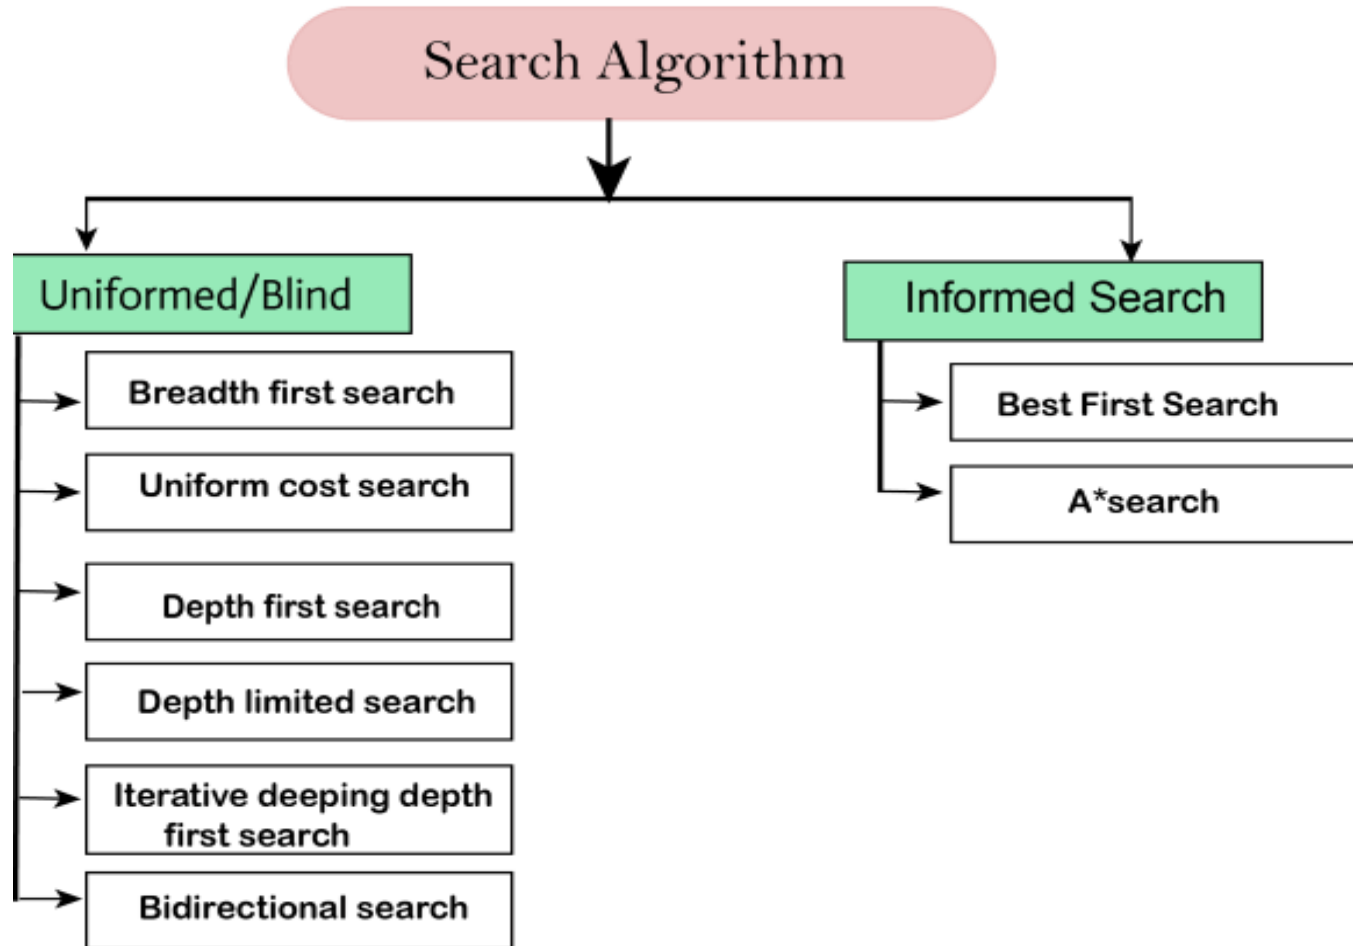 Search Algorithm
Uniformed/Blind
Breadth first search
Uniform cost search
Depth first search
Depth limited search
Iterative deeping depth
first search
Bidirectional search
Informed Search
Best First Search
A*search